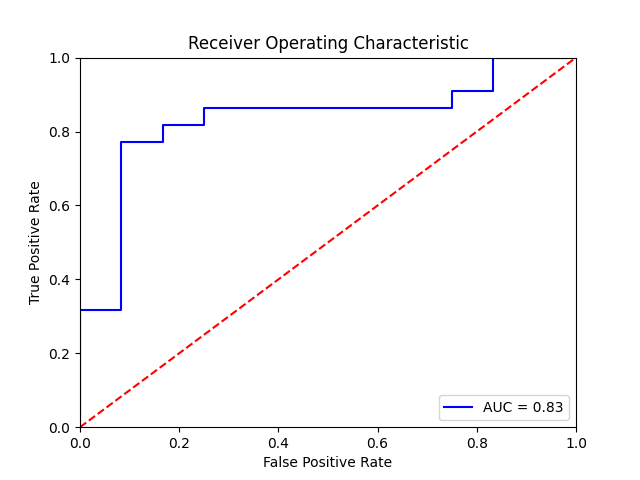 Receiver Operating Characteristic
True Positive Rate
1.0
0.8
0.6
0.4
0.2
0.0
AUC = 0.83
0.0 0.2 0.4 0.6 0.8 1.0
False Positive Rate